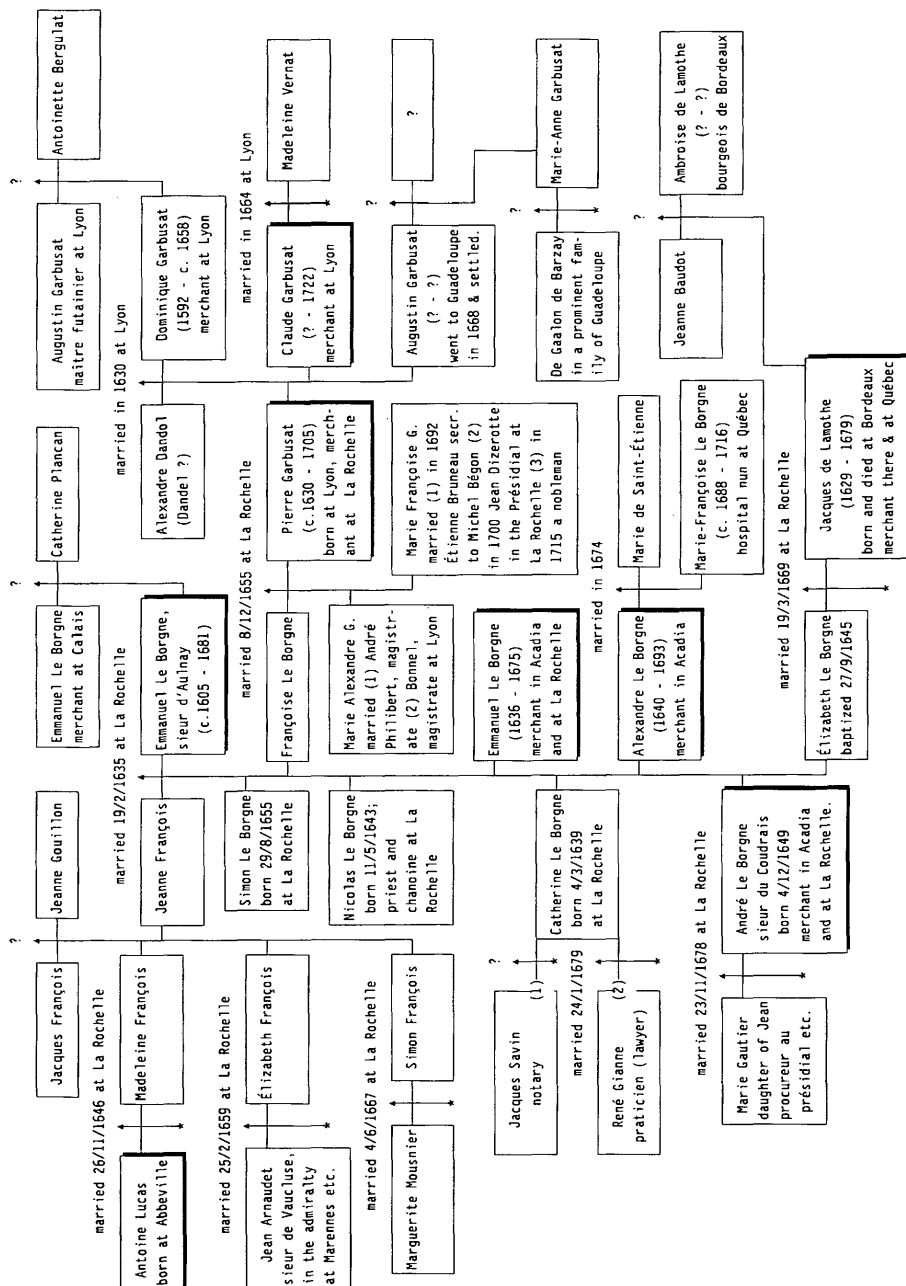 Jacques François
Jeanne Gouillon
?
married 26/11/1646 at La Rochelle
Antoine Lucas
born at Abbeville
Madeleine François
married 25/2/1659 at La Rochelle
Jean Arnaudet
sieur de Vaucluse,
in the admiralty
at Marennes etc.
Élizabeth François
married 4/6/1667 at La Rochelle
Marguerite Mousnier
Simon François
Emmanuel Le Borgne
merchant at Calais
Catherine Plancan
?
married 19/2/1635 at La Rochelle
Jeanne François
Emmanuel Le Borgne,
sieur d'Aulnay
(c.1605 - 1681)
Simon Le Borgne
born 29/8/1655
at La Rochelle
Nicolas Le Borgne
born 11/5/1643;
priest and
chanoine at La
Rochelle
?
Jacques Savin
notary
(1)
Catherine Le Borgne
born 4/3/1639
at La Rochelle
married 24/1/1679
René Gianne
praticien (lawyer)
(2)
married 23/11/1678 at La Rochelle
Marie Gautier
daughter of Jean
procureur au
présidial etc.
André Le Borgne
sieur du Coudrais
born 4/12/1649
merchant in Acadia
and at La Rochelle.
Augustin Garbusat
maître futainier at Lyon
Antoinette Bergulat
?
married in 1630 at Lyon
Alexandre Dandol
(Dandel ?)
Dominique Garbusat
(1592 - c. 1658)
merchant at Lyon
married 8/12/1655 at La Rochelle
Françoise Le Borgne
Pierre Garbusat
(c.1630 - 1705)
born at Lyon, merch-
ant at La Rochelle
Marie Alexandre G.
married (1) André
Philibert, magistr-
ate (2) Bonnel,
magistrate at Lyon
Marie Françoise G.
married (1) in 1692
Étienne Bruneau secr.
to Michel Bégon (2)
in 1700 Jean Dizerotte
in the Présidial at
La Rochelle (3) in
1715 a nobleman
Emmanuel Le Borgne
(1636 - 1675)
merchant in Acadia
and at La Rochelle
married in 1674
Alexandre Le Borgne
(1640 - 1693)
merchant in Acadia
Marie de Saint-Étienne
Marie-Françoise Le Borgne
(c. 1688 - 1716)
hospital nun at Québec
married 19/3/1669 at La Rochelle
Élizabeth Le Borgne
baptized 27/9/1645
Jacques de Lamothe
(1629 - 1679)
born and died at Bordeaux
merchant there & at Québec
married in 1664 at Lyon
Claude Garbusat
(? - 1722)
merchant at Lyon
Madeleine Vernat
?
Augustin Garbusat
(? - ?)
went to Guadeloupe
in 1668 & settled.
?
?
De Gaalon de Barzay
in a prominent fam-
ily of Guadeloupe
Marie-Anne Garbusat
?
Jeanne Baudot
Ambroise de Lamothe
(? - ?)
bourgeois de Bordeaux